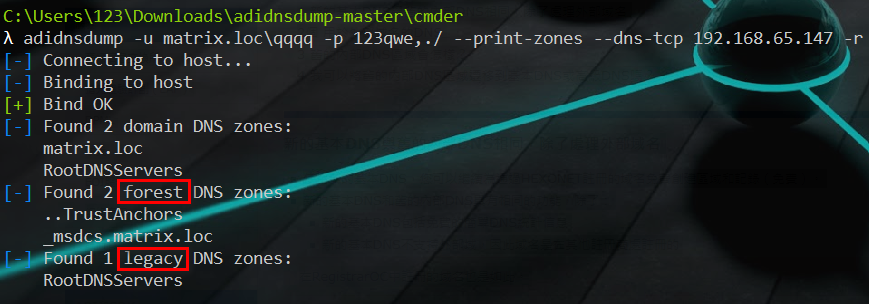 C:\Users\123\Downloads\adidnsdump-master\cmder
λ adidnsdump -u matrix.loc\qqqq -p 123qwe,./ --print-zones --dns-tcp 192.168.65.147 -r
[-] Connecting to host...
[-] Binding to host
[+] Bind OK
[-] Found 2 domain DNS zones:
matrix.loc
RootDNSServers
[-] Found 2 forest DNS zones:
..TrustAnchors
_msdcs.matrix.loc
[-] Found 1 legacy DNS zones:
RootDNSServers